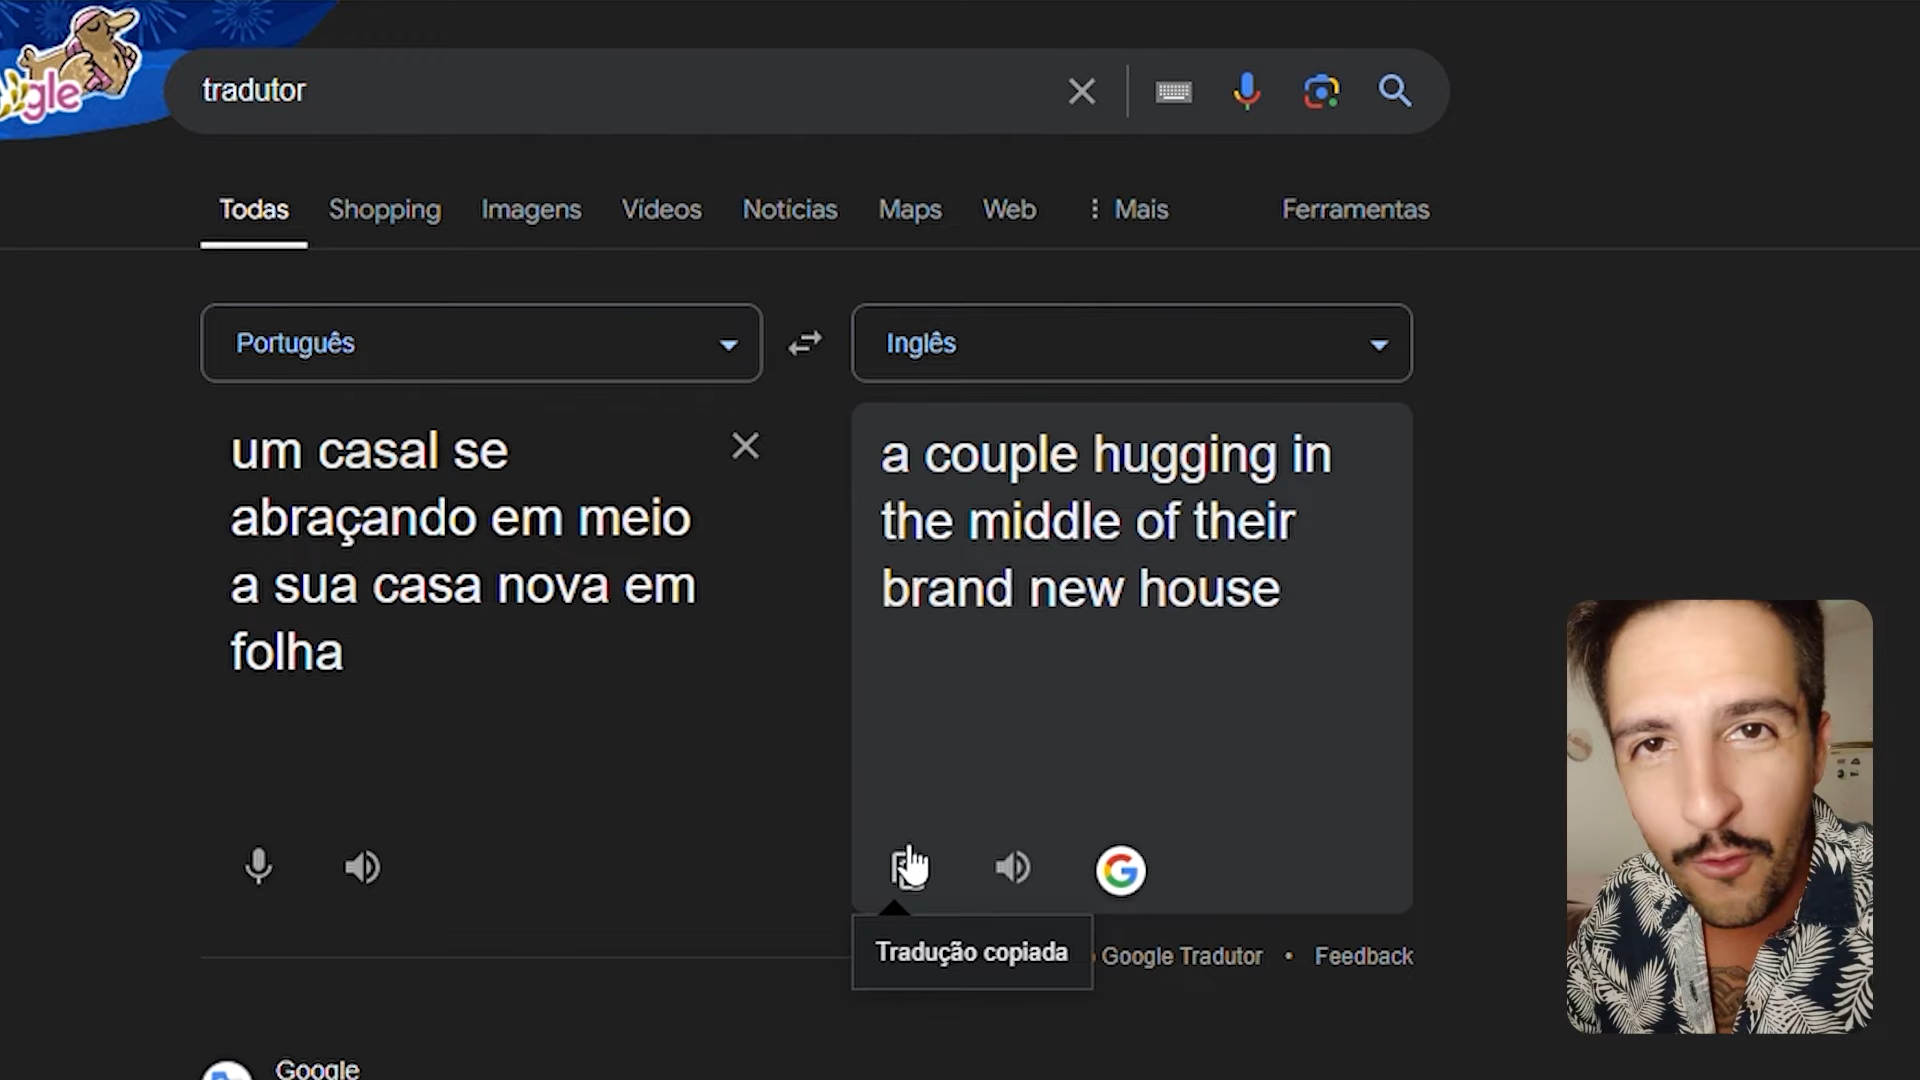 gle
tradutor
Todas Shopping Imagens Vídeos Notícias Maps Web Mais Ferramentas
Português Inglês
um casal se
abraçando em meio
a sua casa nova em
folha
a couple hugging in
the middle of their
brand new house
Tradução copiada
Google Tradutor • Feedback
Google